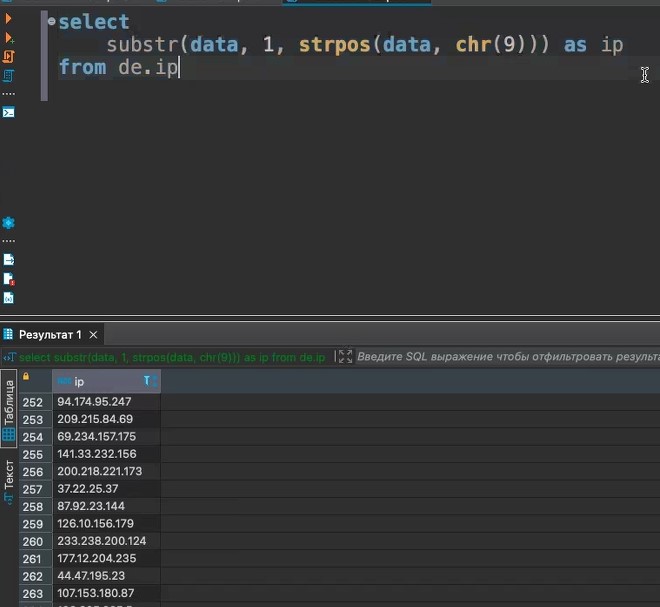 select
substr(data, 1, strpos(data, chr(9))) as ip
from de.ip
Результат 1
select substr(data, 1, strpos(data, chr(9))) as ip from de.ip
Введите SQL выражение чтобы отфильтровать результа
Таблица
Текст
ip
252 94.174.95.247
253 209.215.84.69
254 69.234.157.175
255 141.33.232.156
256 200.218.221.173
257 37.22.25.37
258 87.92.23.144
259 126.10.156.179
260 233.238.200.124
261 177.12.204.235
262 44.47.195.23
263 107.153.180.87